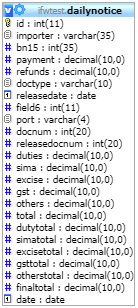 ifwtest.dailynotice
id : int(11)
importer : varchar(35)
bn15 : int(35)
payment : decimal(10,0)
refunds : decimal(10,0)
doctype : varchar(10)
releasedate : date
field6 : int(11)
port : varchar(4)
docnum : int(20)
releasedocnum : int(20)
duties : decimal(10,0)
sima : decimal(10,0)
excise : decimal(10,0)
gst : decimal(10,0)
others : decimal(10,0)
total : decimal(10,0)
dutytotal : decimal(10,0)
simatotal : decimal(10,0)
excisetotal : decimal(10,0)
gsttotal : decimal(10,0)
otherstotal : decimal(10,0)
finaltotal : decimal(10,0)
date : date